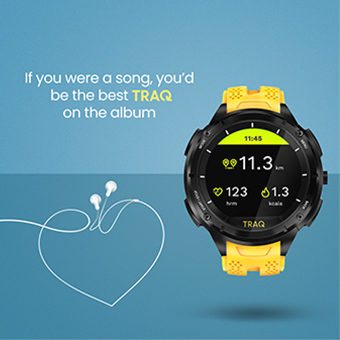 If you were a song, you'd
be the best TRAQ
on the album
11:45
11.3 km
123 1.3
hrm kcals
TRAQ